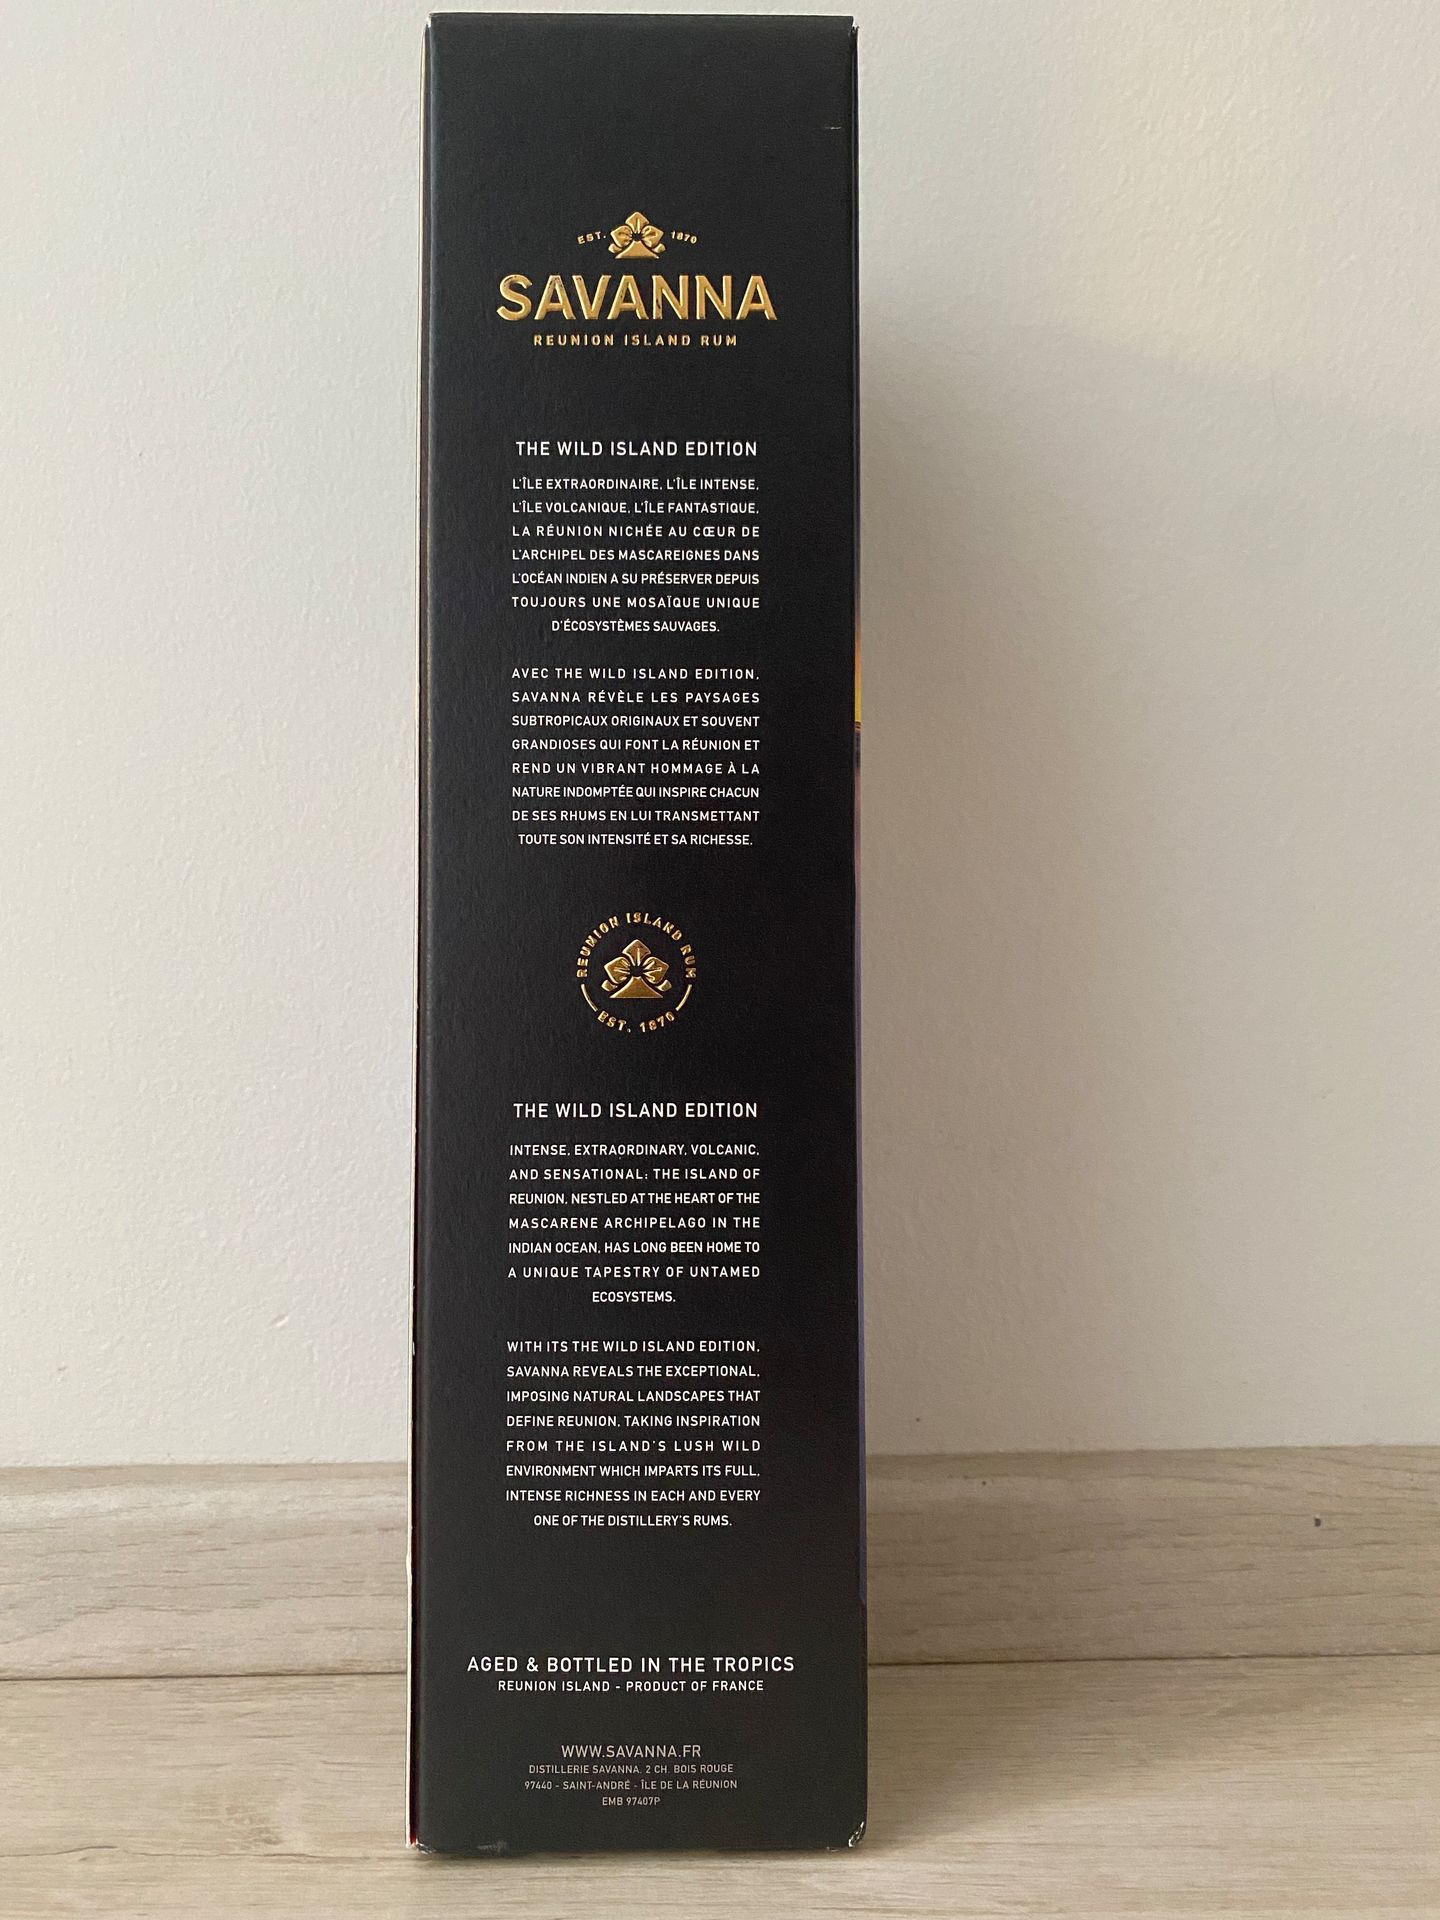 EST. 1870
SAVANNA
REUNION ISLAND RUM
THE WILD ISLAND EDITION
L'ÎLE EXTRAORDINAIRE, L'ÎLE INTENSE,
L'ÎLE VOLCANIQUE, L'ÎLE FANTASTIQUE,
LA RÉUNION NICHÉE AU CŒUR DE
L'ARCHIPEL DES MASCAREIGNES DANS
L'OCÉAN INDIEN A SU PRÉSERVER DEPUIS
TOUJOURS UNE MOSAÏQUE UNIQUE
D'ÉCOSYSTÈMES SAUVAGES.
AVEC THE WILD ISLAND EDITION,
SAVANNA RÉVÈLE LES PAYSAGES
SUBTROPICAUX ORIGINAUX ET SOUVENT
GRANDIOSES QUI FONT LA RÉUNION ET
REND UN VIBRANT HOMMAGE À LA
NATURE INDOMPTÉE QUI INSPIRE CHACUN
DE SES RHUMS EN LUI TRANSMETTANT
TOUTE SON INTENSITÉ ET SA RICHESSE.
REUNION ISLAND RUM
EST. 1870
THE WILD ISLAND EDITION
INTENSE, EXTRAORDINARY, VOLCANIC,
AND SENSATIONAL: THE ISLAND OF
REUNION, NESTLED AT THE HEART OF THE
MASCARENE ARCHIPELAGO IN THE
INDIAN OCEAN, HAS LONG BEEN HOME TO
A UNIQUE TAPESTRY OF UNTAMED
ECOSYSTEMS.
WITH ITS THE WILD ISLAND EDITION,
SAVANNA REVEALS THE EXCEPTIONAL,
IMPOSING NATURAL LANDSCAPES THAT
DEFINE REUNION, TAKING INSPIRATION
FROM THE ISLAND'S LUSH WILD
ENVIRONMENT WHICH IMPARTS ITS FULL,
INTENSE RICHNESS IN EACH AND EVERY
ONE OF THE DISTILLERY'S RUMS.
AGED & BOTTLED IN THE TROPICS
REUNION ISLAND - PRODUCT OF FRANCE
WWW.SAVANNA.FR
DISTILLERIE SAVANNA. 2 CH. BOIS ROUGE
97440 - SAINT-ANDRÉ - ÎLE DE LA RÉUNION
EMB 97407P